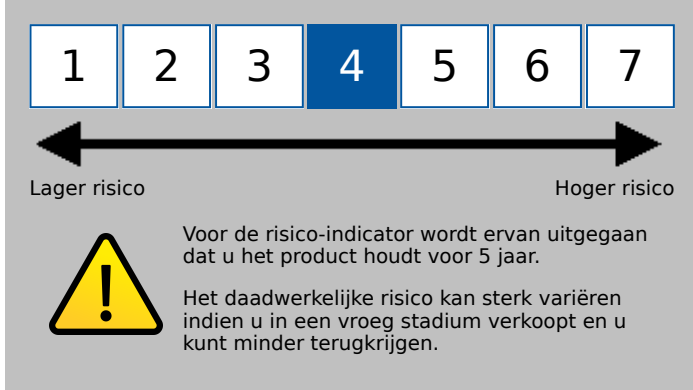 1 2 3 4 5 6 7
Lager risico Hoger risico
Voor de risico-indicator wordt ervan uitgegaan
dat u het product houdt voor 5 jaar.
Het daadwerkelijke risico kan sterk variëren
indien u in een vroeg stadium verkoopt en u
kunt minder terugkrijgen.